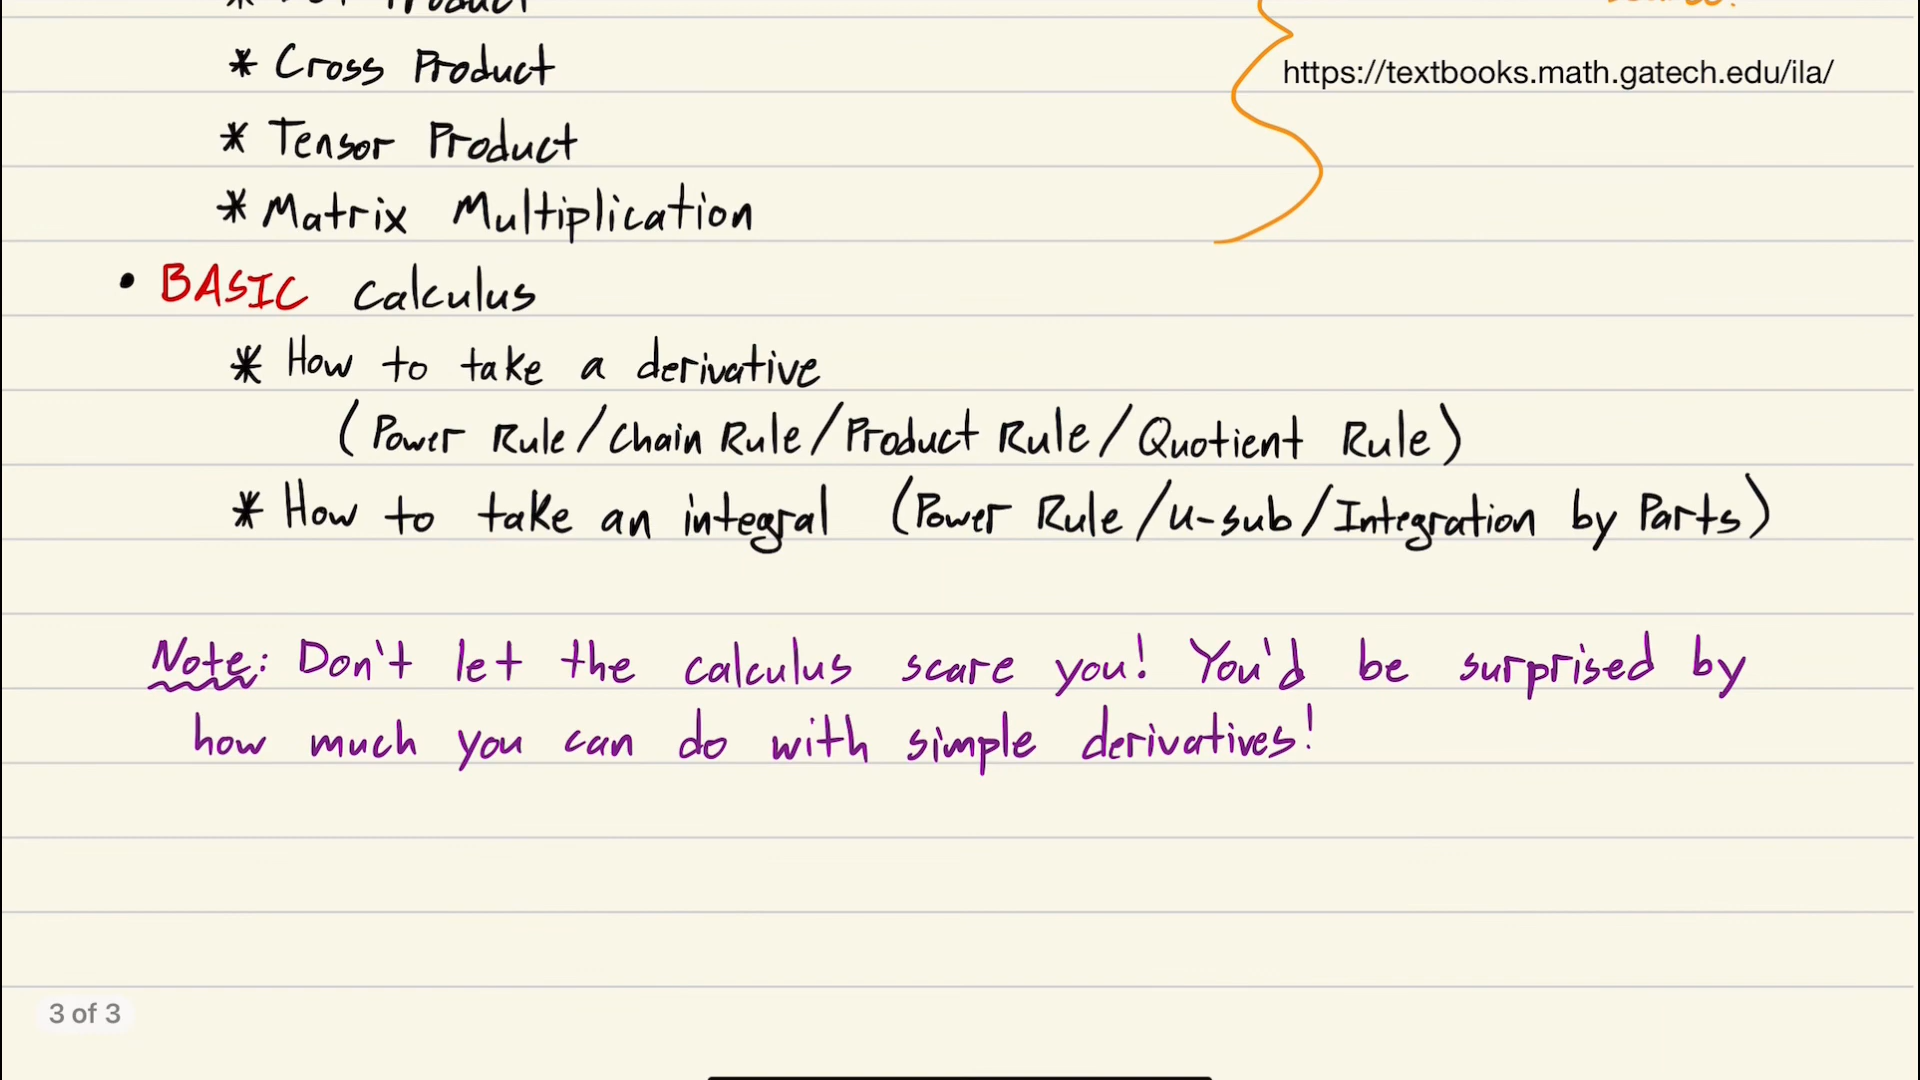 * Product
* Cross Product
https://textbooks.math.gatech.edu/ila/
* Tensor Product
* Matrix Multiplication
• BASIC calculus
* How to take a derivative
(Power Rule/Chain Rule/Product Rule/Quotient Rule)
* How to take an integral (Power Rule/u-sub/Integration by Parts)
Note: Don't let the calculus scare you! You'd be surprised by
how much you can do with simple derivatives!
3 of 3